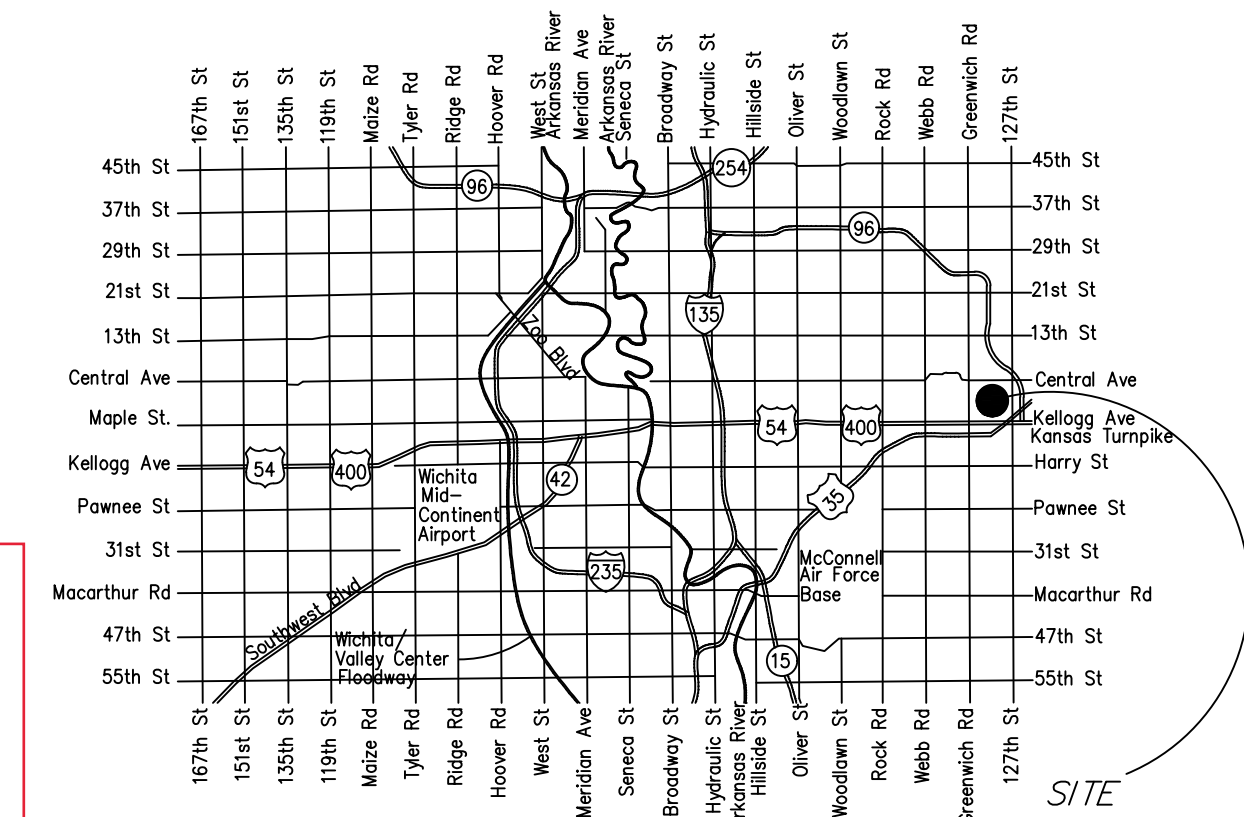 167th St
151st St
135th St
119th St
Maize Rd
Tyler Rd
Ridge Rd
Hoover Rd
West St
Arkansas River
Meridian Ave
Arkansas River
Seneca St
Broadway St
Hydraulic St
Hillside St
Oliver St
Woodlawn St
Rock Rd
Webb Rd
Greenwich Rd
127th St
45th St
254
45th St
96
37th St
37th St
96
29th St
29th St
21st St
21st St
135
13th St
Zoo Blvd
13th St
Central Ave
Central Ave
Maple St.
54
400
Kellogg Ave
Kansas Turnpike
Kellogg Ave
54
400
Harry St
Wichita
Mid-
Continent
Airport
42
35
Pawnee St
Pawnee St
31st St
31st St
McConnell
Air Force
Base
235
Macarthur Rd
Macarthur Rd
Southwest Blvd
47th St
Wichita/
Valley Center
Floodway
47th St
15
55th St
55th St
167th St
151st St
135th St
119th St
Maize Rd
Tyler Rd
Ridge Rd
Hoover Rd
West St
Meridian Ave
Seneca St
Broadway St
Hydraulic St
rkansas River
Hillside St
Oliver St
Woodlawn St
Rock Rd
Webb Rd
Greenwich Rd
127th St
SITE